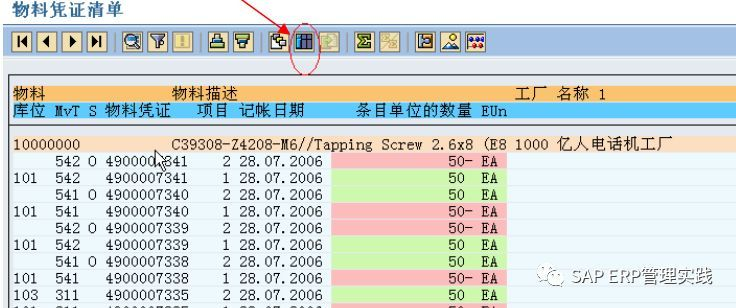 物料凭证清单
物料 物料描述 工厂 名称 1
库位 MvT S 物料凭证 项目 记帐日期 条目单位的数量 EUn
10000000 C39308-Z4208-M6//Tapping Screw 2.6x8 (E8 1000 亿人电话机工厂
542 O 4900007341 2 28.07.2006 50- EA
101 542 4900007341 1 28.07.2006 50 EA
541 O 4900007340 2 28.07.2006 50 EA
101 541 4900007340 1 28.07.2006 50- EA
542 O 4900007339 2 28.07.2006 50- EA
101 542 4900007339 1 28.07.2006 50 EA
541 O 4900007338 2 28.07.2006 50 EA
101 541 4900007338 1 28.07.2006 50- EA
103 311 4900007335 2 28.07.2006 50 EA
SAP ERP管理实践